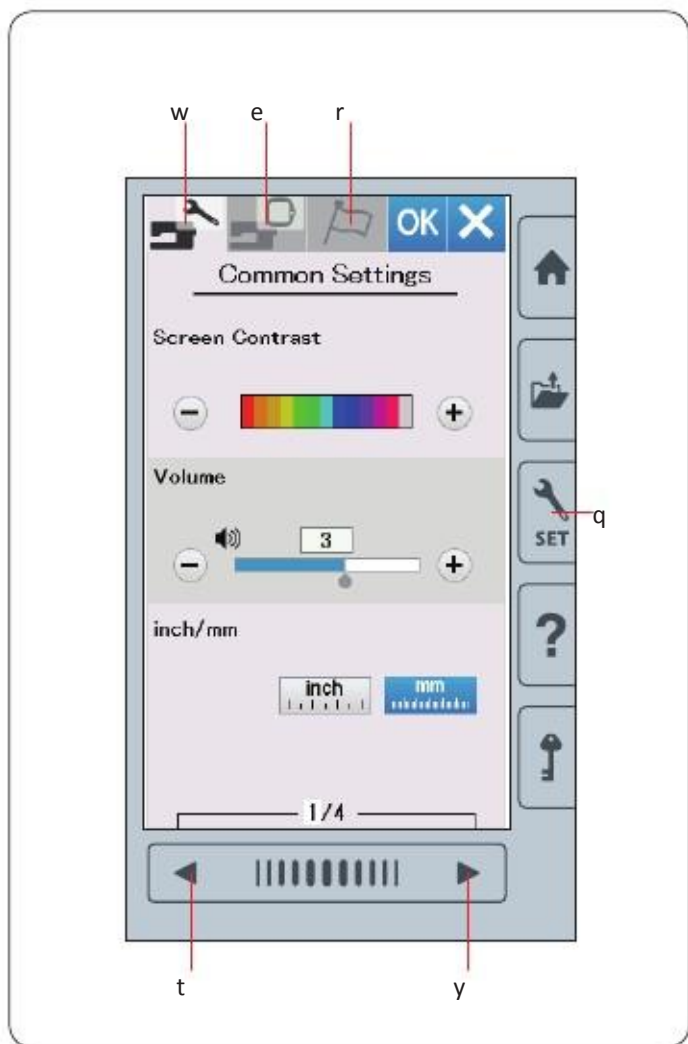 w e r
OK X
Common Settings
Screen Contrast
− +
Volume
3
− +
SET
q
inch/mm
?
inch mm
1/4
t y